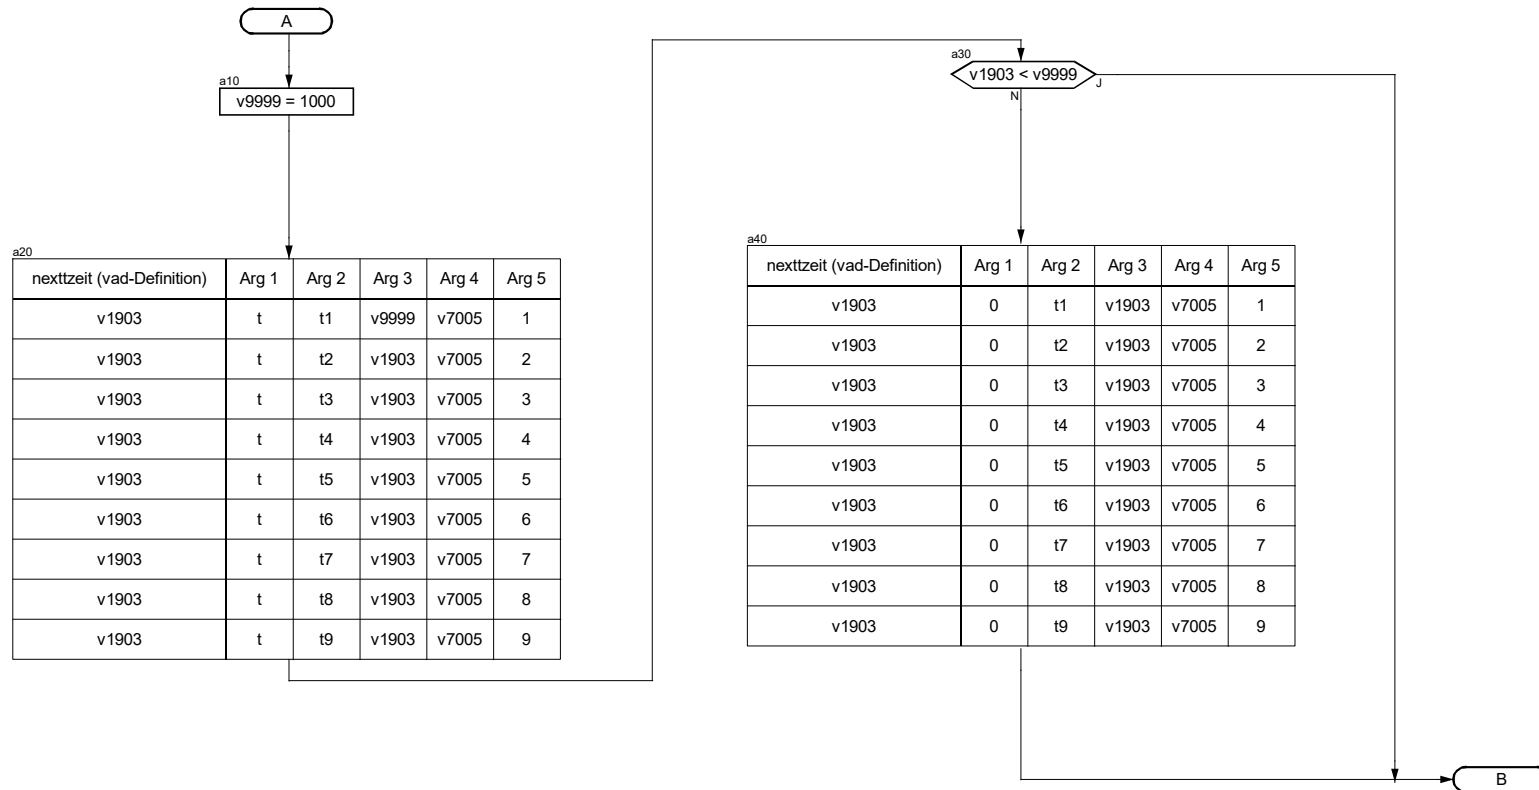 A
a10
v9999 = 1000
a20
nexttzeit (vad-Definition) Arg 1 Arg 2 Arg 3 Arg 4 Arg 5
v1903 t t1 v9999 v7005 1
v1903 t t2 v1903 v7005 2
v1903 t t3 v1903 v7005 3
v1903 t t4 v1903 v7005 4
v1903 t t5 v1903 v7005 5
v1903 t t6 v1903 v7005 6
v1903 t t7 v1903 v7005 7
v1903 t t8 v1903 v7005 8
v1903 t t9 v1903 v7005 9
a30
v1903 < v9999
J
N
a40
nexttzeit (vad-Definition) Arg 1 Arg 2 Arg 3 Arg 4 Arg 5
v1903 0 t1 v1903 v7005 1
v1903 0 t2 v1903 v7005 2
v1903 0 t3 v1903 v7005 3
v1903 0 t4 v1903 v7005 4
v1903 0 t5 v1903 v7005 5
v1903 0 t6 v1903 v7005 6
v1903 0 t7 v1903 v7005 7
v1903 0 t8 v1903 v7005 8
v1903 0 t9 v1903 v7005 9
B